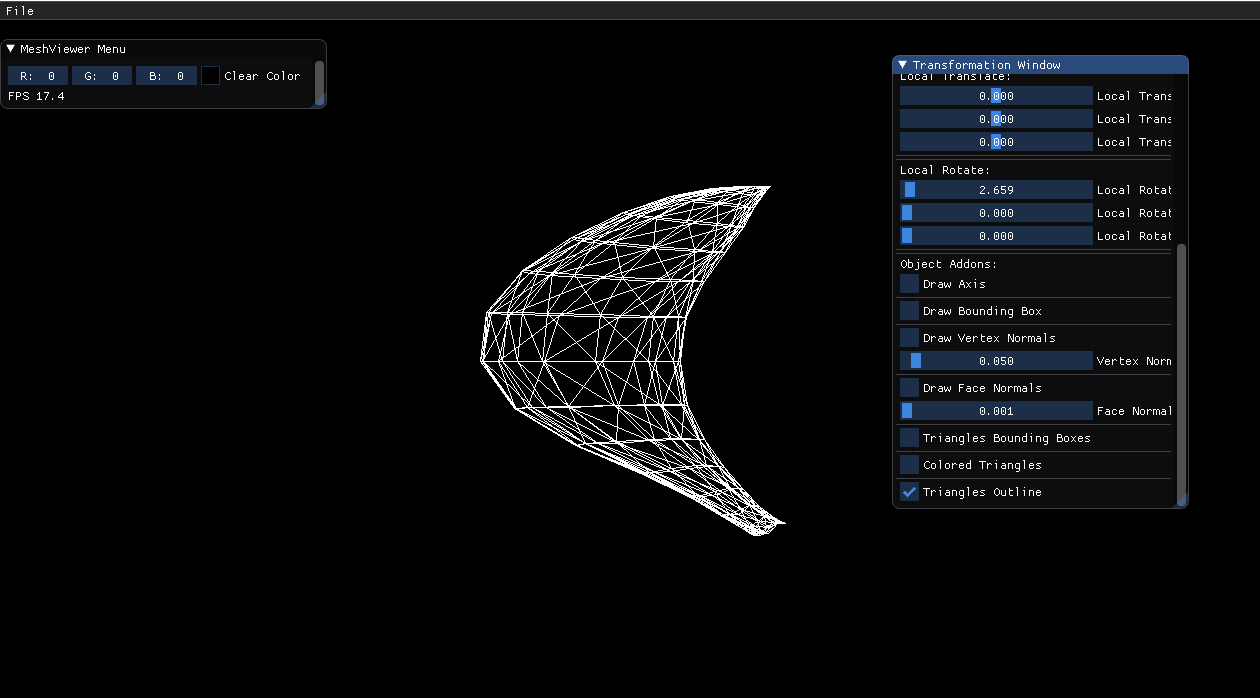 File
▼ MeshViewer Menu
R: 0 G: 0 B: 0 Clear Color
FPS 17.4
▼ Transformation Window
Local Translate:
0.000 Local Trans
0.000 Local Trans
0.000 Local Trans
Local Rotate:
2.659 Local Rotat
0.000 Local Rotat
0.000 Local Rotat
Object Addons:
Draw Axis
Draw Bounding Box
Draw Vertex Normals
0.050 Vertex Norm
Draw Face Normals
0.001 Face Normal
Triangles Bounding Boxes
Colored Triangles
Triangles Outline